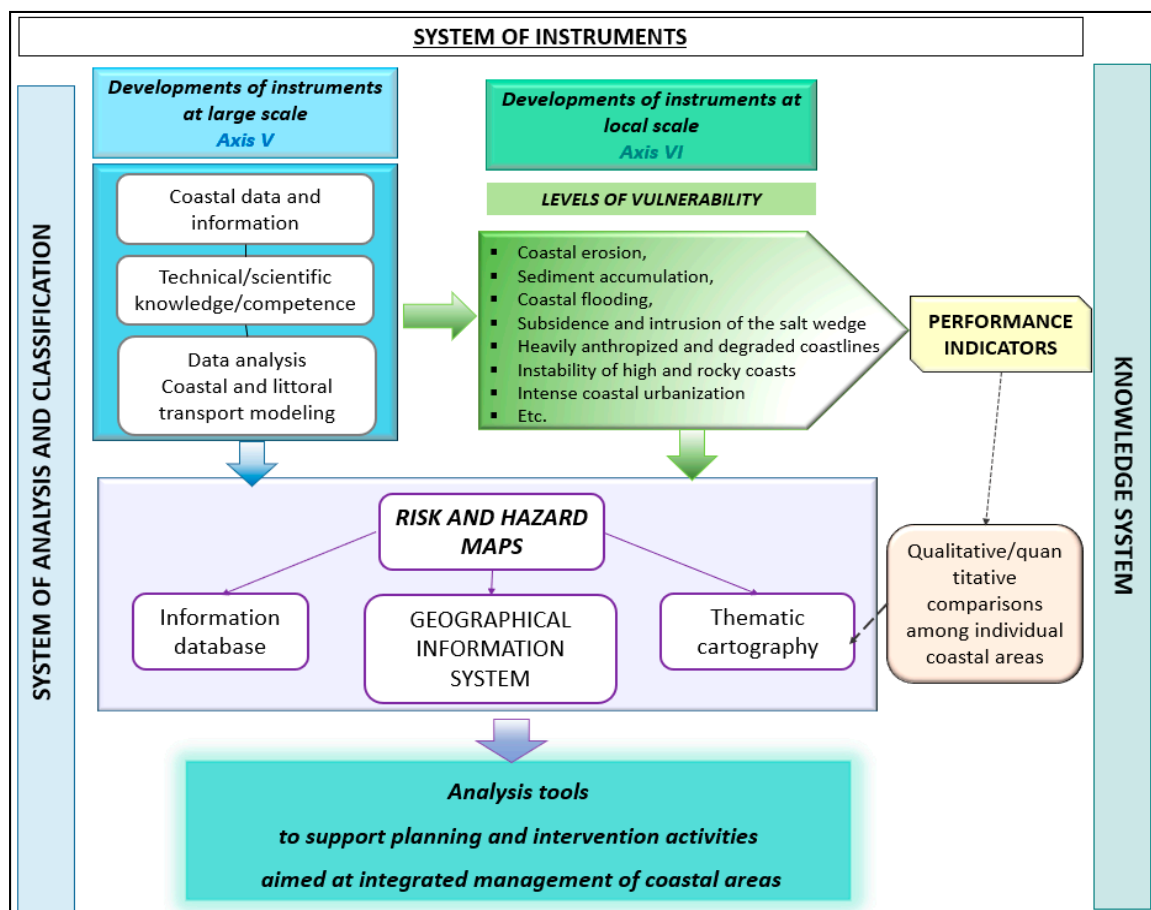 SYSTEM OF INSTRUMENTS
SYSTEM OF ANALYSIS AND CLASSIFICATION
Developments of instruments
at large scale
Axis V
Coastal data and
information
Technical/scientific
knowledge/competence
Data analysis
Coastal and littoral
transport modeling
Developments of instruments at
local scale
Axis VI
LEVELS OF VULNERABILITY
▪ Coastal erosion,
▪ Sediment accumulation,
▪ Coastal flooding,
▪ Subsidence and intrusion of the salt wedge
▪ Heavily anthropized and degraded coastlines
▪ Instability of high and rocky coasts
▪ Intense coastal urbanization
▪ Etc.
PERFORMANCE
INDICATORS
KNOWLEDGE SYSTEM
RISK AND HAZARD
MAPS
Information
database
GEOGRAPHICAL
INFORMATION
SYSTEM
Thematic
cartography
Qualitative/quan
titative
comparisons
among individual
coastal areas
Analysis tools
to support planning and intervention activities
aimed at integrated management of coastal areas